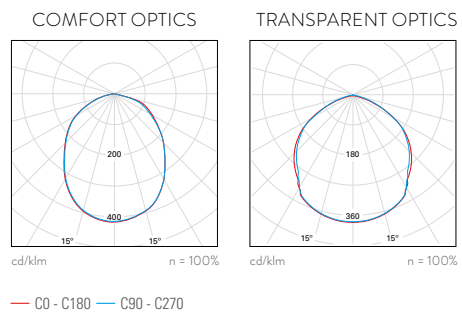 COMFORT OPTICS
200
400
15° 15°
cd/klm n = 100%
TRANSPARENT OPTICS
180
360
15° 15°
cd/klm n = 100%
C0 - C180 C90 - C270